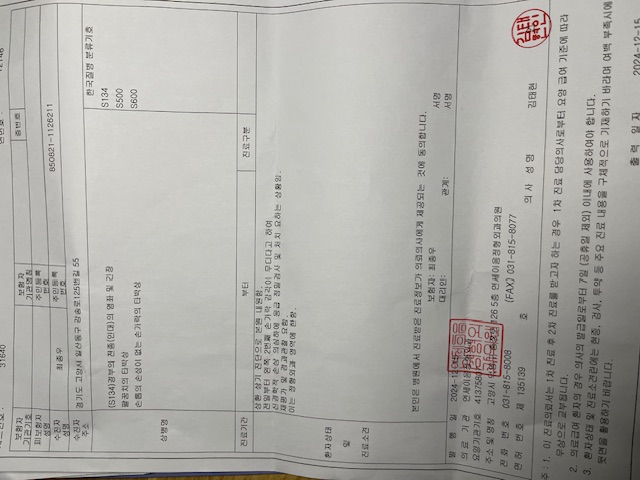 31640
연번호 : 12146
보험자 기관기호
보험자 기관명칭
증번호
피보험자 성명
주민등록 번호
수진자 성명
최종우
주민등록 번호
850821-1126211
수진자 주소
경기도 고양시 일산동구 강송로125번길 55
상병명
한국질병 분류기호
(S134)경부의 전종(인대)의 염좌 및 긴장
S134
팔꿈치의 타박상
S500
손톱의 손상이 없는 손가락의 타박상
S600
진료기간
부터
진료구분
환자상태 및 진료소견
상환 상기 진단으로 본원 내원함.
전일부터 왼쪽 2번째 손가락 감각이 무디다고 하여
신경학적 손상 의심하에 응급 정밀검사 및 처치 요하는 상황임.
재평가 및 경과관찰 요함.
이는 정형외과 영역에 한함.
본인은 병원에서 진료받은 진료정보가 의뢰의사에게 제공되는 것에 동의합니다.
보험자: 최종우
서명
대리인:
관계:
서명
발 행 일 2024-12-15
의료 기관 연세이음정형외과
요양기관기호 4137580
주소 및 명칭 고양시 126 5층 연세이음정형외과의원
전화 번호 031-815-8008 (FAX) 031-815-8077
면허 번호 제 135139 호
의사 성명 김태현
김태현인
주 : 1. 이 진료의뢰서는 1차 진료 후 2차 진료를 받고자 하는 경우 1차 진료 담당의사로부터 요양 급여 기준에 따라
무상으로 교부됩니다.
2. 의료급여 환자의 경우 의사의 발급일로부터 7일 (공휴일 제외) 이내에 사용하여야 합니다.
3. 환자상태 및 진료소견란에는 현증, 검사, 투약 등 주요 진료 내용을 구체적으로 기재하기 바라며 여백 부족시에
뒷면을 활용하기 바랍니다.
출력 일자 2024-12-15